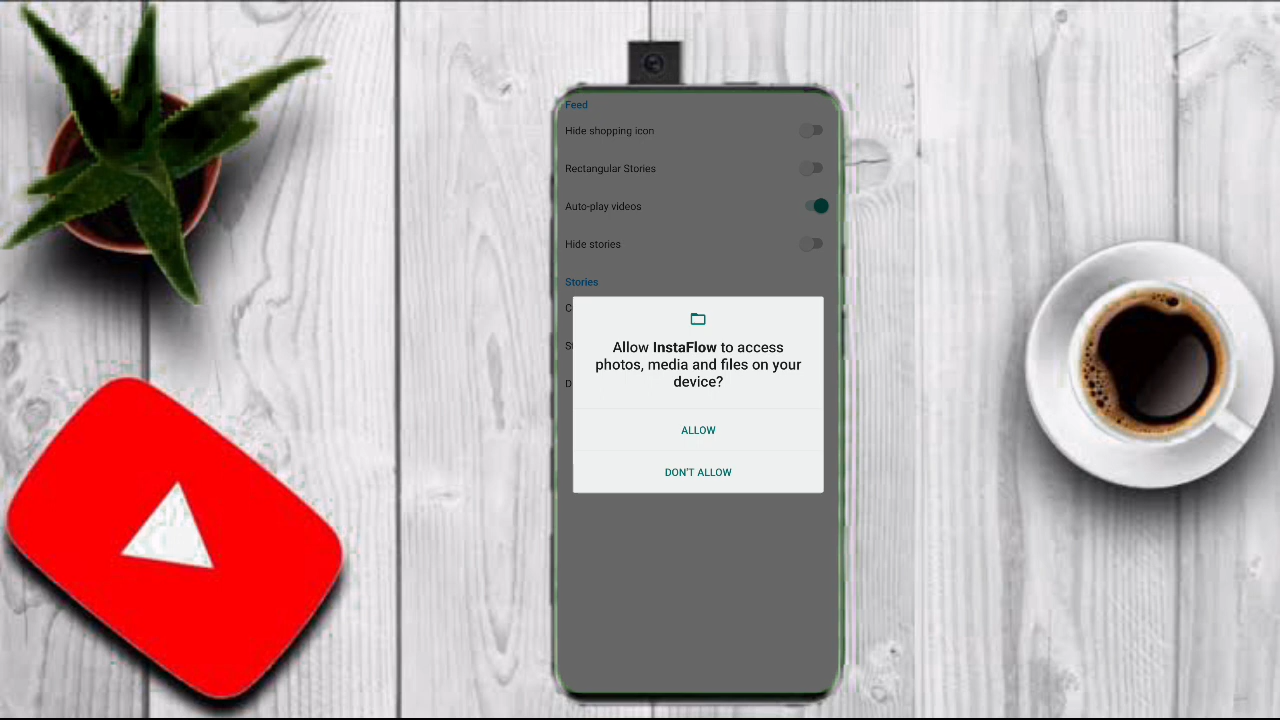 Feed
Hide shopping icon
Rectangular Stories
Auto-play videos
Hide stories
Stories
C
D
Allow InstaFlow to access
photos, media and files on your
device?
ALLOW
DON'T ALLOW